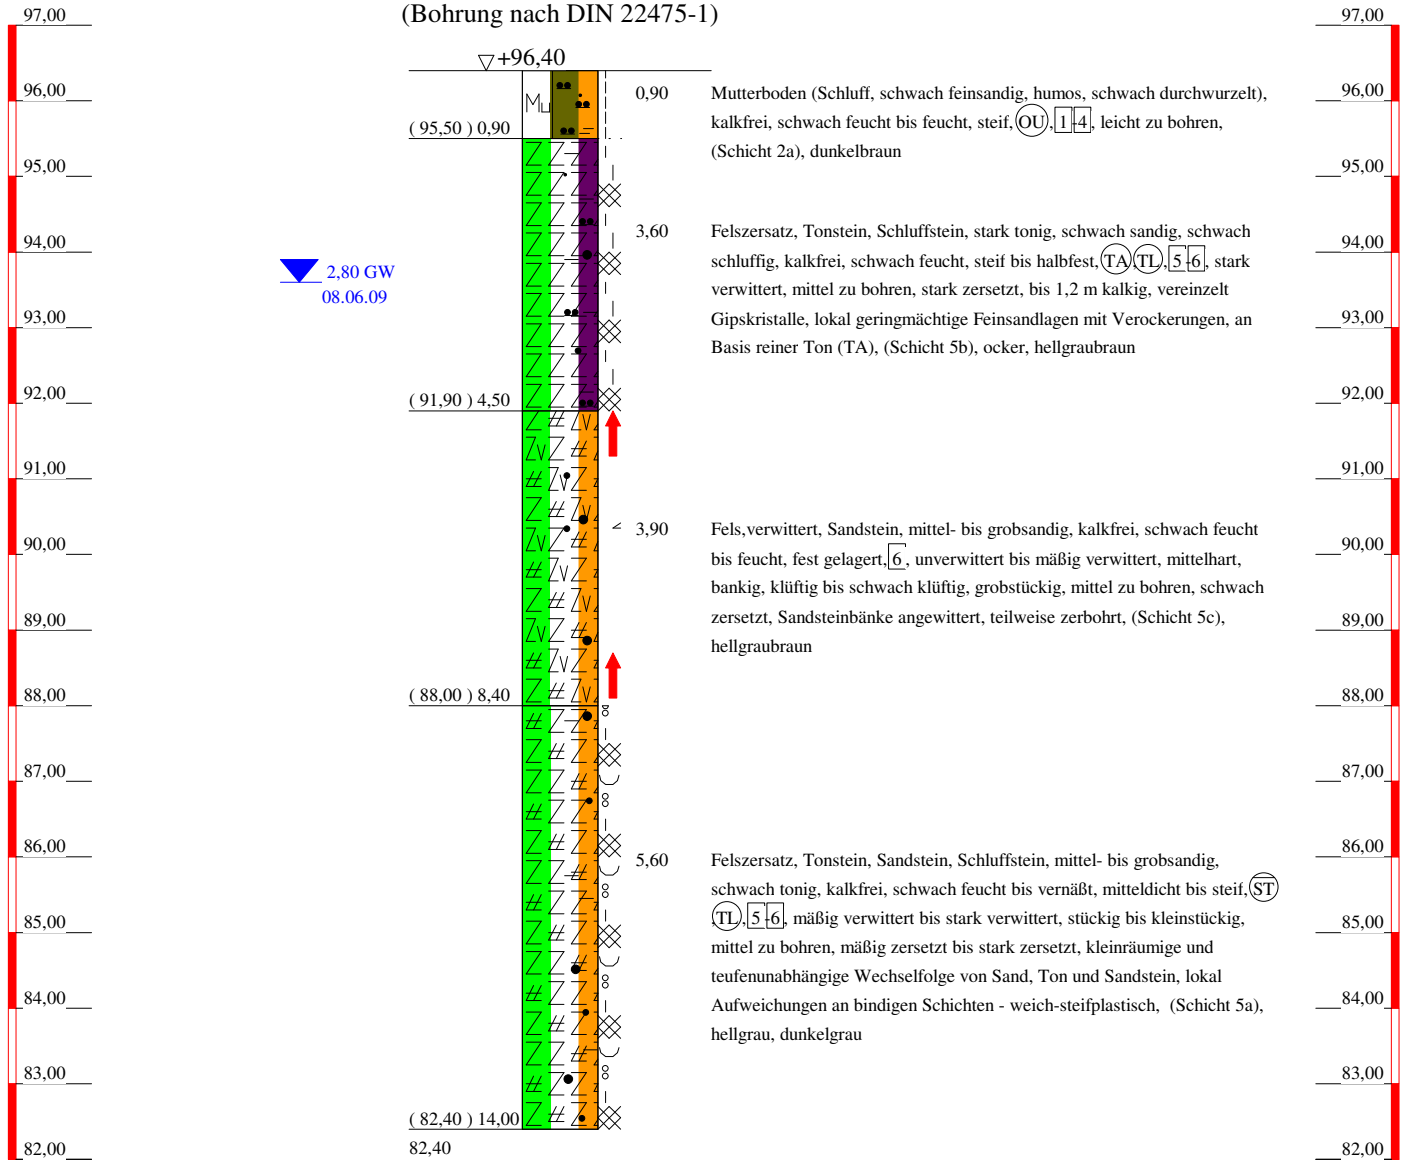 (Bohrung nach DIN 22475-1)
97,00
97,00
+96,40
96,00
Mu
0,90
Mutterboden (Schluff, schwach feinsandig, humos, schwach durchwurzelt),
96,00
kalkfrei, schwach feucht bis feucht, steif, OU, 1-4, leicht zu bohren,
( 95,50 ) 0,90
(Schicht 2a), dunkelbraun
95,00
95,00
3,60
Felszersatz, Tonstein, Schluffstein, stark tonig, schwach sandig, schwach
94,00
94,00
schluffig, kalkfrei, schwach feucht, steif bis halbfest, TA, TL, 5-6, stark
2,80 GW
08.06.09
verwittert, mittel zu bohren, stark zersetzt, bis 1,2 m kalkig, vereinzelt
93,00
Gipskristalle, lokal geringmächtige Feinsandlagen mit Verockerungen, an
93,00
Basis reiner Ton (TA), (Schicht 5b), ocker, hellgraubraun
92,00
( 91,90 ) 4,50
92,00
91,00
91,00
3,90
Fels,verwittert, Sandstein, mittel- bis grobsandig, kalkfrei, schwach feucht
90,00
90,00
bis feucht, fest gelagert, 6, unverwittert bis mäßig verwittert, mittelhart,
bankig, klüftig bis schwach klüftig, grobstückig, mittel zu bohren, schwach
89,00
zersetzt, Sandsteinbänke angewittert, teilweise zerbohrt, (Schicht 5c),
89,00
hellgraubraun
88,00
( 88,00 ) 8,40
88,00
87,00
87,00
86,00
86,00
5,60
Felszersatz, Tonstein, Sandstein, Schluffstein, mittel- bis grobsandig,
schwach tonig, kalkfrei, schwach feucht bis vernäßt, mitteldicht bis steif, ST
85,00
TL, 5-6, mäßig verwittert bis stark verwittert, stückig bis kleinstückig,
85,00
mittel zu bohren, mäßig zersetzt bis stark zersetzt, kleinräumige und
teufenunabhängige Wechselfolge von Sand, Ton und Sandstein, lokal
84,00
Aufweichungen an bindigen Schichten - weich-steifplastisch, (Schicht 5a),
84,00
hellgrau, dunkelgrau
83,00
83,00
( 82,40 ) 14,00
82,40
82,00
82,00